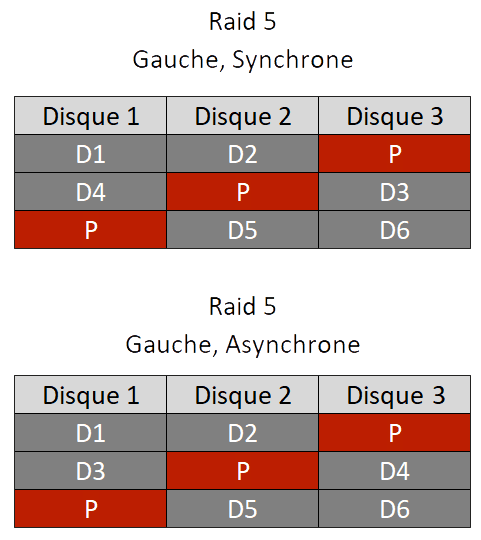 Raid 5
Gauche, Synchrone
Disque 1 Disque 2 Disque 3
D1 D2 P
D4 P D3
P D5 D6
Raid 5
Gauche, Asynchrone
Disque 1 Disque 2 Disque 3
D1 D2 P
D3 P D4
P D5 D6